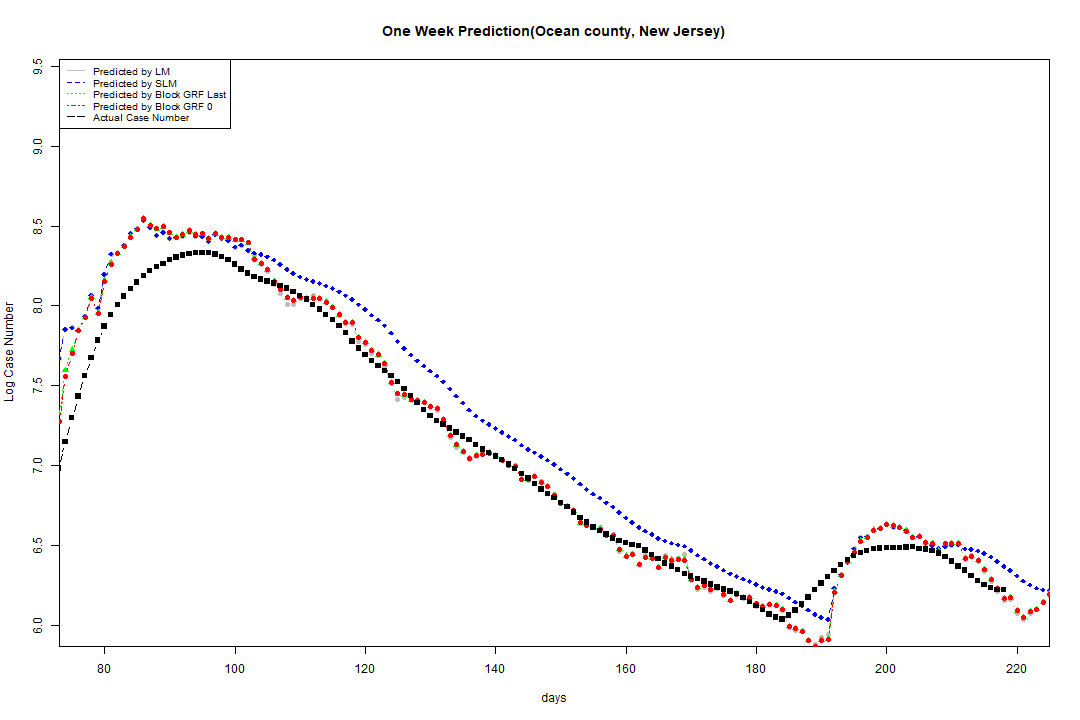 One Week Prediction(Ocean county, New Jersey)
Predicted by LM
Predicted by SLM
Predicted by Block GRF Last
Predicted by Block GRF 0
Actual Case Number
9.5
9.0
8.5
8.0
7.5
7.0
6.5
6.0
Log Case Number
80 100 120 140 160 180 200 220
days